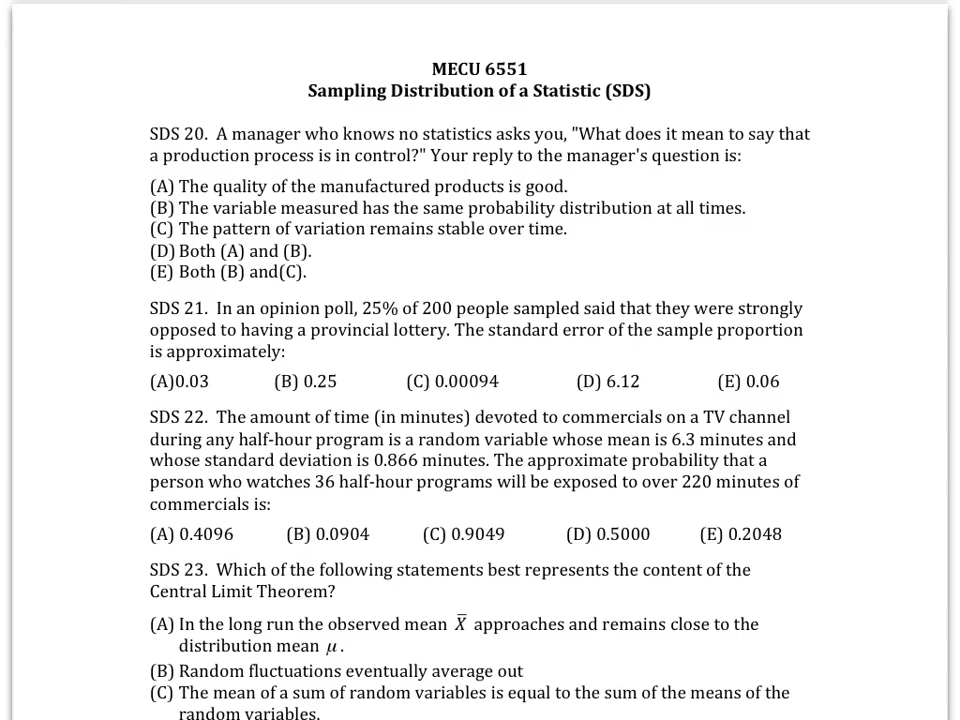 MECU 6551
Sampling Distribution of a Statistic (SDS)
SDS 20. A manager who knows no statistics asks you, "What does it mean to say that
a production process is in control?" Your reply to the manager's question is:
(A) The quality of the manufactured products is good.
(B) The variable measured has the same probability distribution at all times.
(C) The pattern of variation remains stable over time.
(D) Both (A) and (B).
(E) Both (B) and(C).
SDS 21. In an opinion poll, 25% of 200 people sampled said that they were strongly
opposed to having a provincial lottery. The standard error of the sample proportion
is approximately:
(A)0.03 (B) 0.25 (C) 0.00094 (D) 6.12 (E) 0.06
SDS 22. The amount of time (in minutes) devoted to commercials on a TV channel
during any half-hour program is a random variable whose mean is 6.3 minutes and
whose standard deviation is 0.866 minutes. The approximate probability that a
person who watches 36 half-hour programs will be exposed to over 220 minutes of
commercials is:
(A) 0.4096 (B) 0.0904 (C) 0.9049 (D) 0.5000 (E) 0.2048
SDS 23. Which of the following statements best represents the content of the
Central Limit Theorem?
(A) In the long run the observed mean X̅ approaches and remains close to the
distribution mean μ.
(B) Random fluctuations eventually average out
(C) The mean of a sum of random variables is equal to the sum of the means of the
random variables.